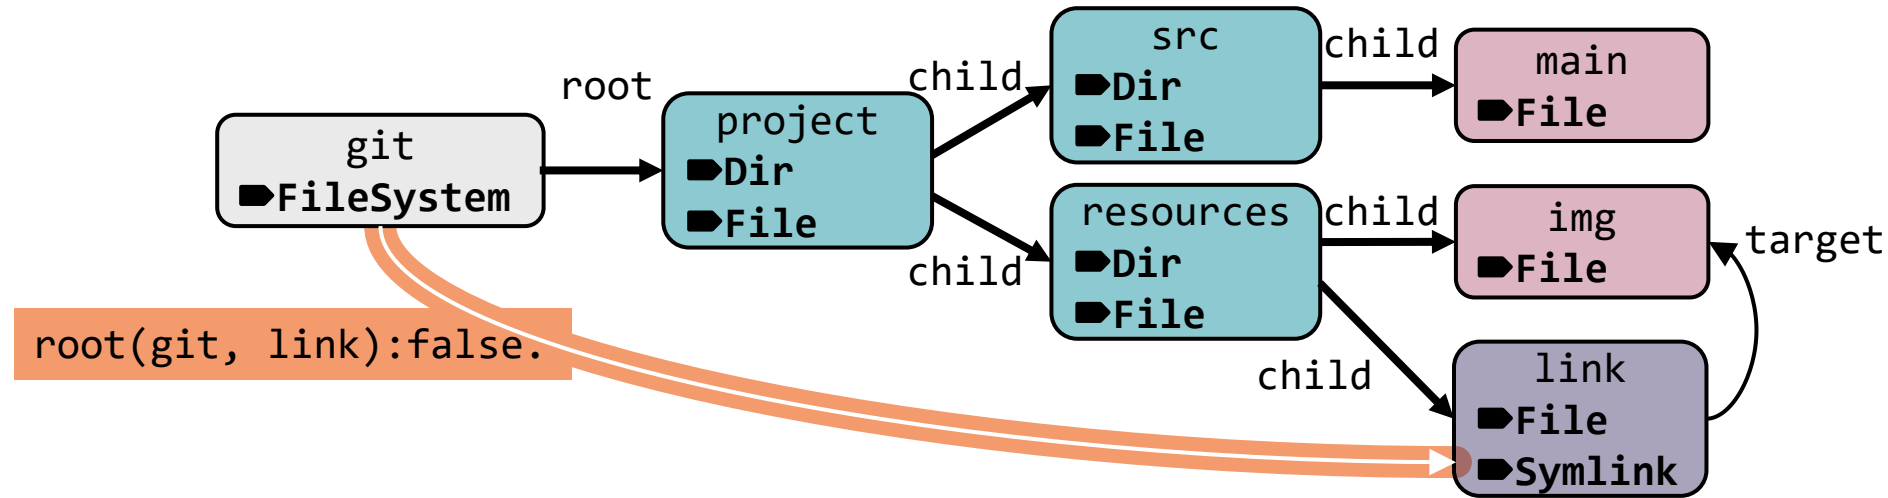 git
FileSystem
root
project
Dir
File
child
child
src
Dir
File
child
main
File
resources
Dir
File
child
img
File
target
child
link
File
Symlink
root(git, link):false.